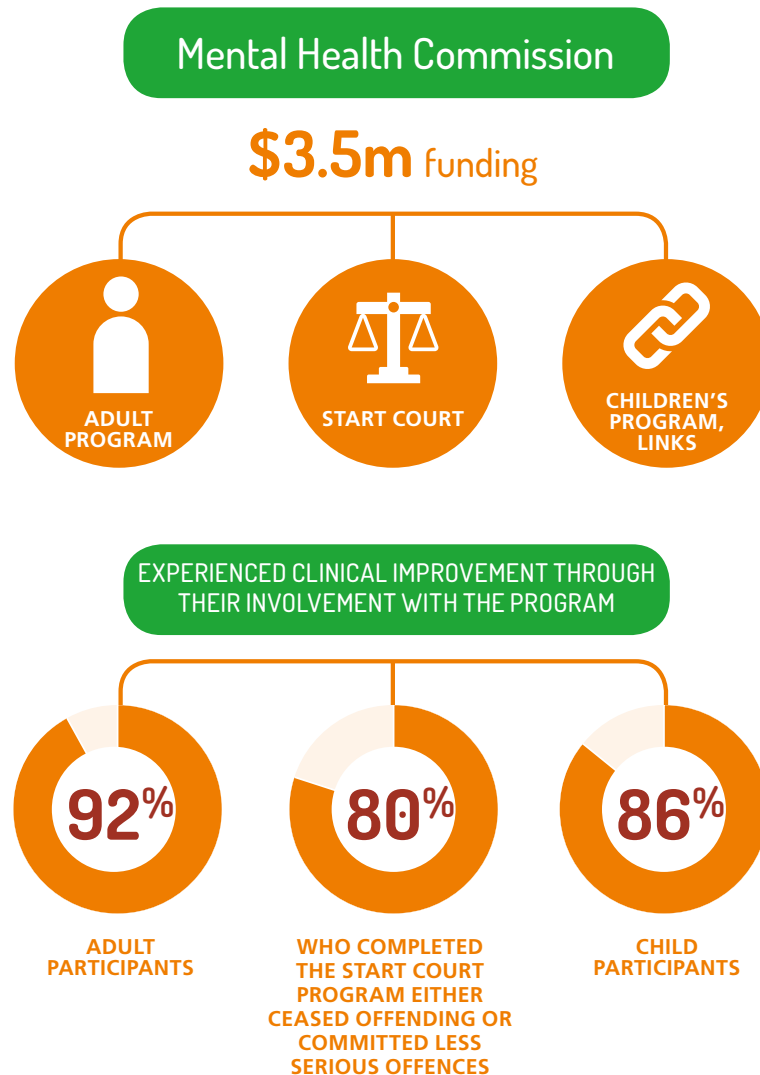 Mental Health Commission
$3.5m funding
ADULT
PROGRAM
START COURT
CHILDREN'S
PROGRAM,
LINKS
EXPERIENCED CLINICAL IMPROVEMENT THROUGH
THEIR INVOLVEMENT WITH THE PROGRAM
92%
80%
86%
ADULT
PARTICIPANTS
WHO COMPLETED
THE START COURT
PROGRAM EITHER
CEASED OFFENDING OR
COMMITTED LESS
SERIOUS OFFENCES
CHILD
PARTICIPANTS